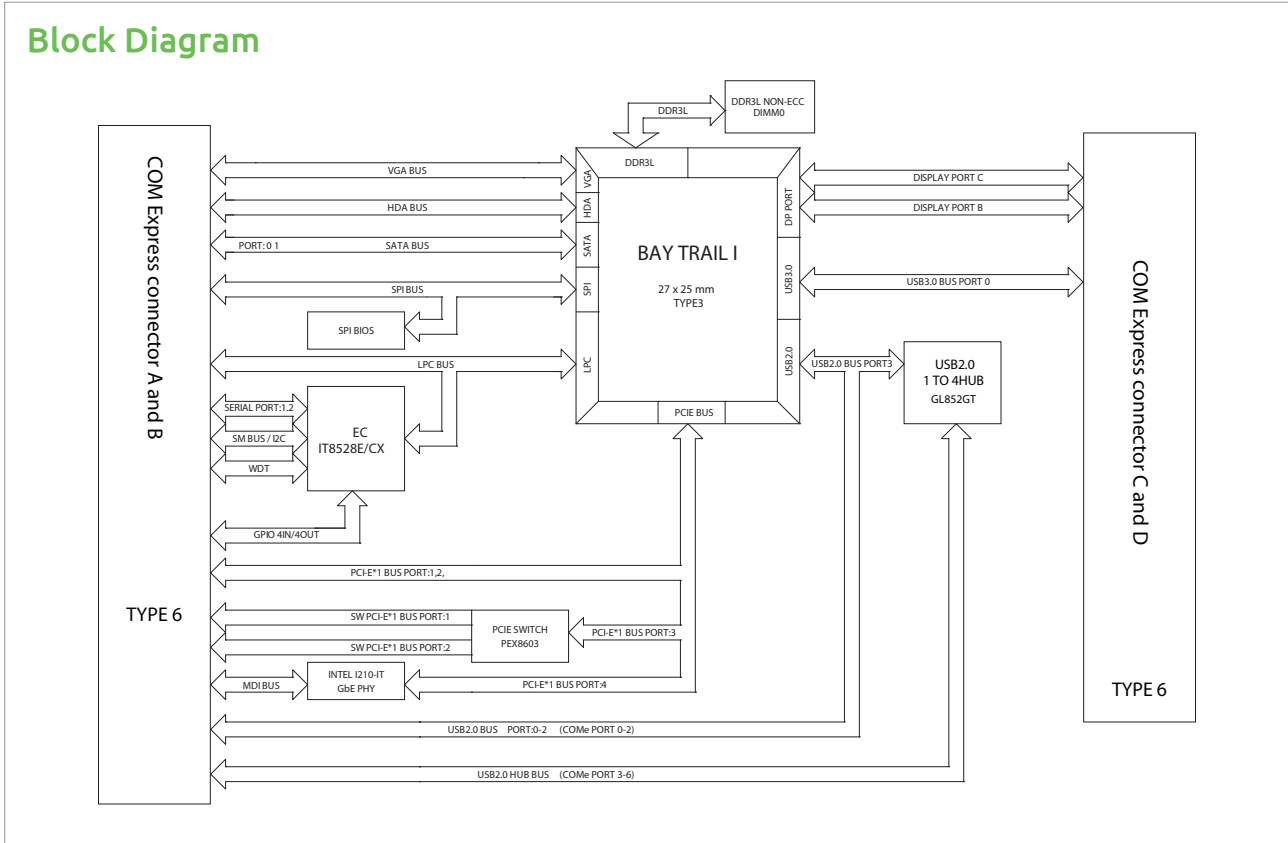 Block Diagram
DDR3L NON-ECC
DIMM0
DDR3L
COM Express connector A and B
TYPE 6
VGA BUS
HDA BUS
PORT: 0 1
SATA BUS
SPI BUS
SPI BIOS
LPC BUS
SERIAL PORT:1.2
SM BUS / I2C
WDT
EC
IT8528E/CX
GPIO 4IN/4OUT
PCI-E*1 BUS PORT:1,2,
SW PCI-E*1 BUS PORT:1
SW PCI-E*1 BUS PORT:2
PCIE SWITCH
PEX8603
PCI-E*1 BUS PORT:3
MDI BUS
INTEL I210-IT
GbE PHY
PCI-E*1 BUS PORT:4
USB2.0 BUS PORT:0-2 (COMe PORT 0-2)
USB2.0 HUB BUS (COMe PORT 3-6)
DDR3L
VGA
HDA
SATA
SPI
LPC
BAY TRAIL I
27 x 25 mm
TYPE3
DP PORT
USB3.0
USB2.0
PCIE BUS
DISPLAY PORT C
DISPLAY PORT B
USB3.0 BUS PORT 0
USB2.0 BUS PORT3
USB2.0
1 TO 4HUB
GL852GT
COM Express connector C and D
TYPE 6